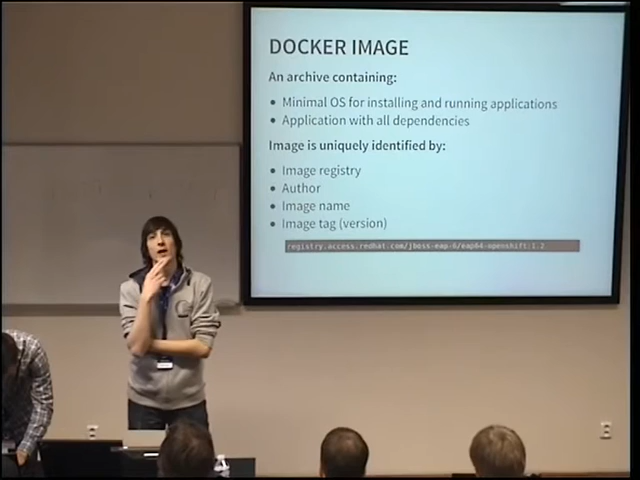 DOCKER IMAGE
An archive containing:
• Minimal OS for installing and running applications
• Application with all dependencies
Image is uniquely identified by:
• Image registry
• Author
• Image name
• Image tag (version)
registry.access.redhat.com/jboss-eap-6/eap64-openshift:1.2